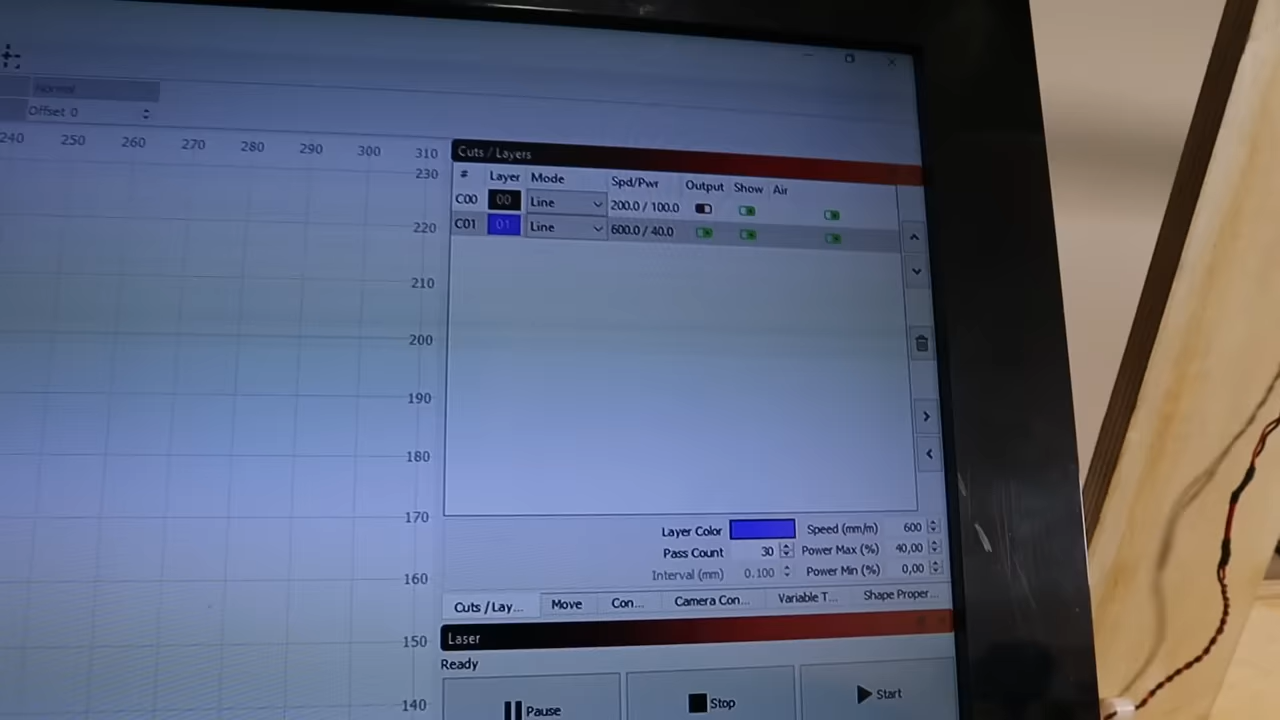 Normal
Offset 0
240 250 260 270 280 290 300 310
230
220
210
200
190
180
170
160
150
140
Cuts / Layers
# Layer Mode Spd/Pwr Output Show Air
C00 00 Line 200.0 / 100.0
C01 01 Line 600.0 / 40.0
Layer Color Speed (mm/m) 600
Pass Count 30 Power Max (%) 40,00
Interval (mm) 0.100 Power Min (%) 0,00
Cuts / Lay... Move Con... Camera Con... Variable T... Shape Proper...
Laser
Ready
Pause Stop Start